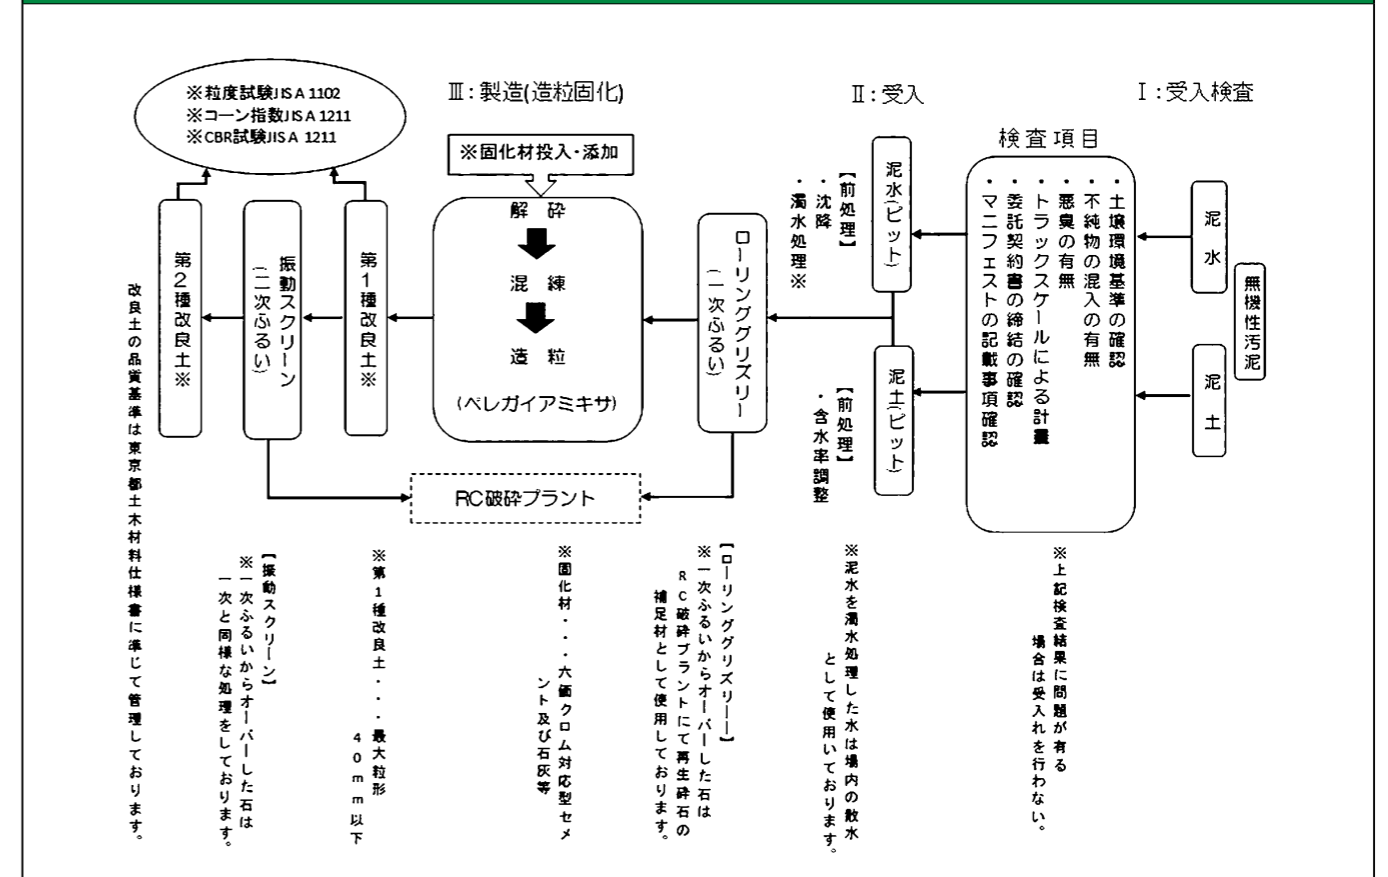 Ⅰ:受入検査
Ⅱ:受入
Ⅲ:製造(造粒固化)
無機性汚泥
泥水
泥土
検査項目
・土壌環境基準の確認
・不純物の混入の有無
・悪臭の有無
・トラックスケールによる計量
・委託契約書の締結の確認
・マニフェストの記載事項確認
泥水(ピット)
【前処理】
・沈降
・濁水処理※
泥土(ピット)
【前処理】
・含水率調整
ローリンググリズリー
(一次ふるい)
※固化材投入・添加
解砕
混練
造粒
(ペレガイアミキサ)
RC破砕プラント
第1種改良土※
振動スクリーン
(二次ふるい)
第2種改良土※
※粒度試験JIS A 1102
※コーン指数JIS A 1211
※CBR試験JIS A 1211
※上記検査結果に問題が有る
場合は受入れを行わない。
※泥水を濁水処理した水は場内の散水
として使用いております。
【ローリンググリズリー】
※一次ふるいからオーバーした石は
RC破砕プラントにて再生砕石の
補足材として使用しております。
※固化材・・・六価クロム対応型セメ
ント及び石灰等
※第1種改良土・・・最大粒形
40mm以下
【振動スクリーン】
※一次ふるいからオーバーした石は
一次と同様な処理をしております。
改良土の品質基準は東京都土木材料仕様書に準じて管理しております。